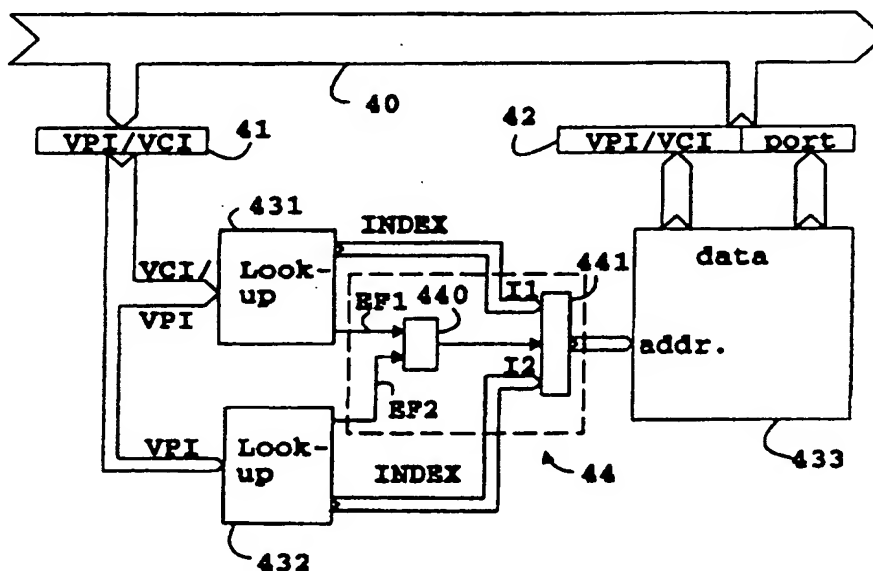 40
41
42
VPI/VCI
VPI/VCI
port
431
INDEX
VCI/
VPI
Look-
up
data
441
440
I1
EF1
addr.
I2
EF2
VPI
Look-
up
INDEX
44
433
432